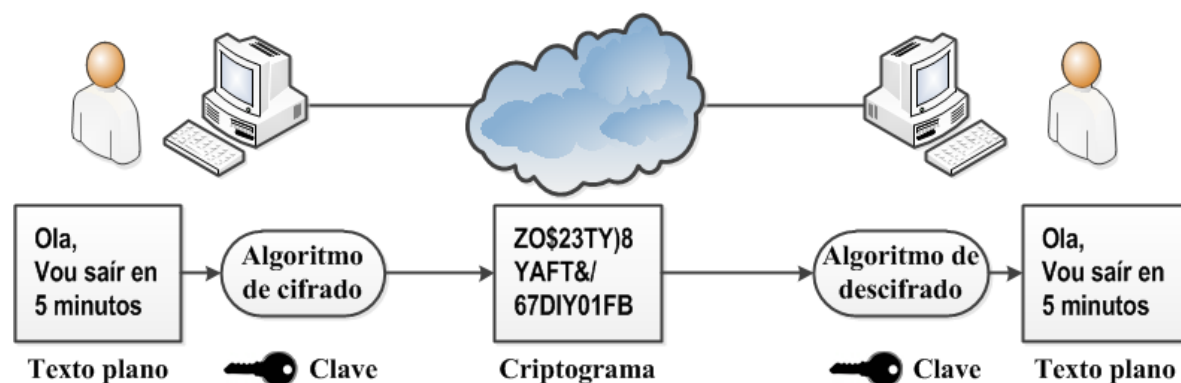 Ola,
Vou saír en
5 minutos
Algoritmo
de cifrado
ZO$23TY)8
YAFT&/
67DIY01FB
Algoritmo de
descifrado
Ola,
Vou saír en
5 minutos
Texto plano
Clave
Criptograma
Clave
Texto plano